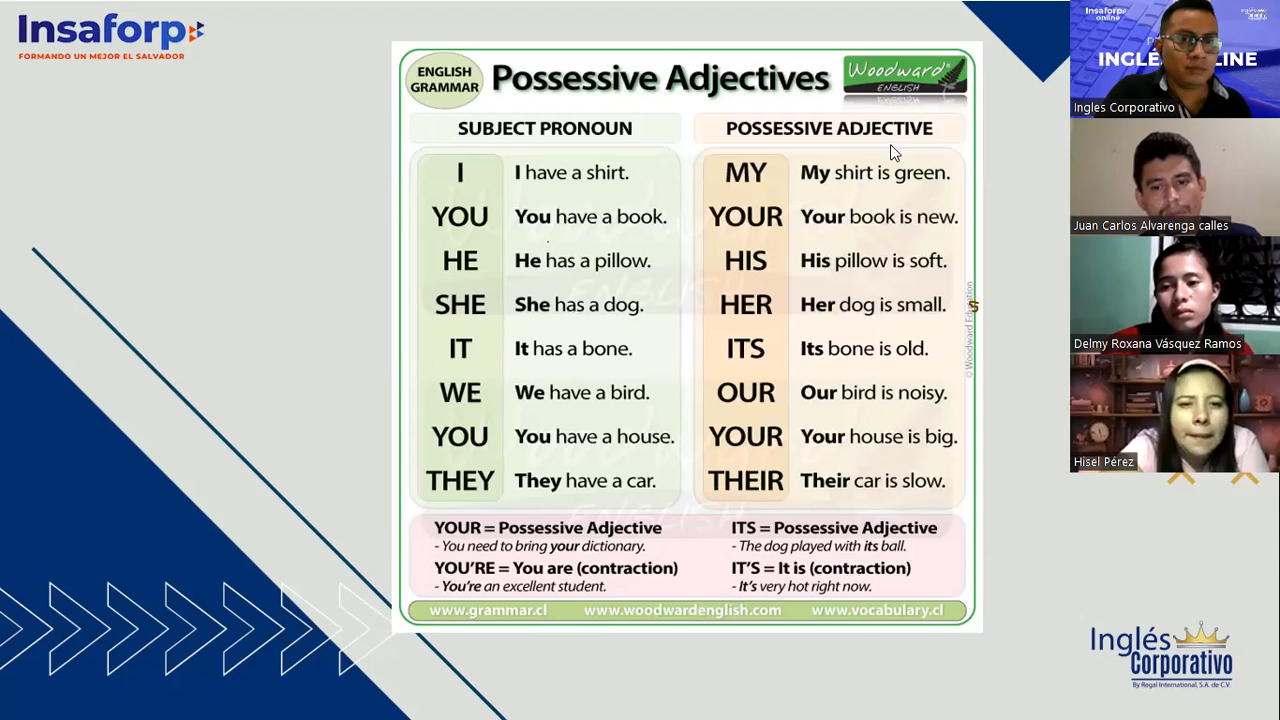 Insaforp
FORMANDO UN MEJOR EL SALVADOR
ENGLISH
GRAMMAR
Possessive Adjectives
Woodward®
ENGLISH
SUBJECT PRONOUN
POSSESSIVE ADJECTIVE
I I have a shirt. MY My shirt is green.
YOU You have a book. YOUR Your book is new.
HE He has a pillow. HIS His pillow is soft.
SHE She has a dog. HER Her dog is small.
IT It has a bone. ITS Its bone is old.
WE We have a bird. OUR Our bird is noisy.
YOU You have a house. YOUR Your house is big.
THEY They have a car. THEIR Their car is slow.
© Woodward Education
YOUR = Possessive Adjective
- You need to bring your dictionary.
YOU'RE = You are (contraction)
- You're an excellent student.
ITS = Possessive Adjective
- The dog played with its ball.
IT'S = It is (contraction)
- It's very hot right now.
www.grammar.cl www.woodwardenglish.com www.vocabulary.cl
Insaforp
online
Ingles Corporativo
Juan Carlos Alvarenga calles
Delmy Roxana Vásquez Ramos
Hisel Pérez
Inglés
Corporativo
By Regal International, S.A. de C.V.